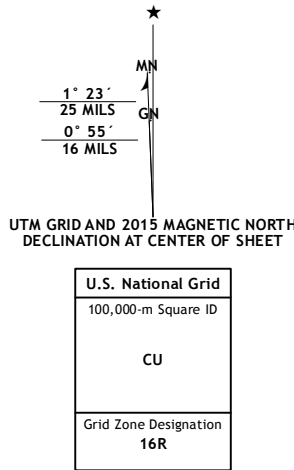 ★
MN
1° 23´
25 MILS
GN
0° 55´
16 MILS
UTM GRID AND 2015 MAGNETIC NORTH
DECLINATION AT CENTER OF SHEET
U.S. National Grid
100,000-m Square ID
CU
Grid Zone Designation
16R